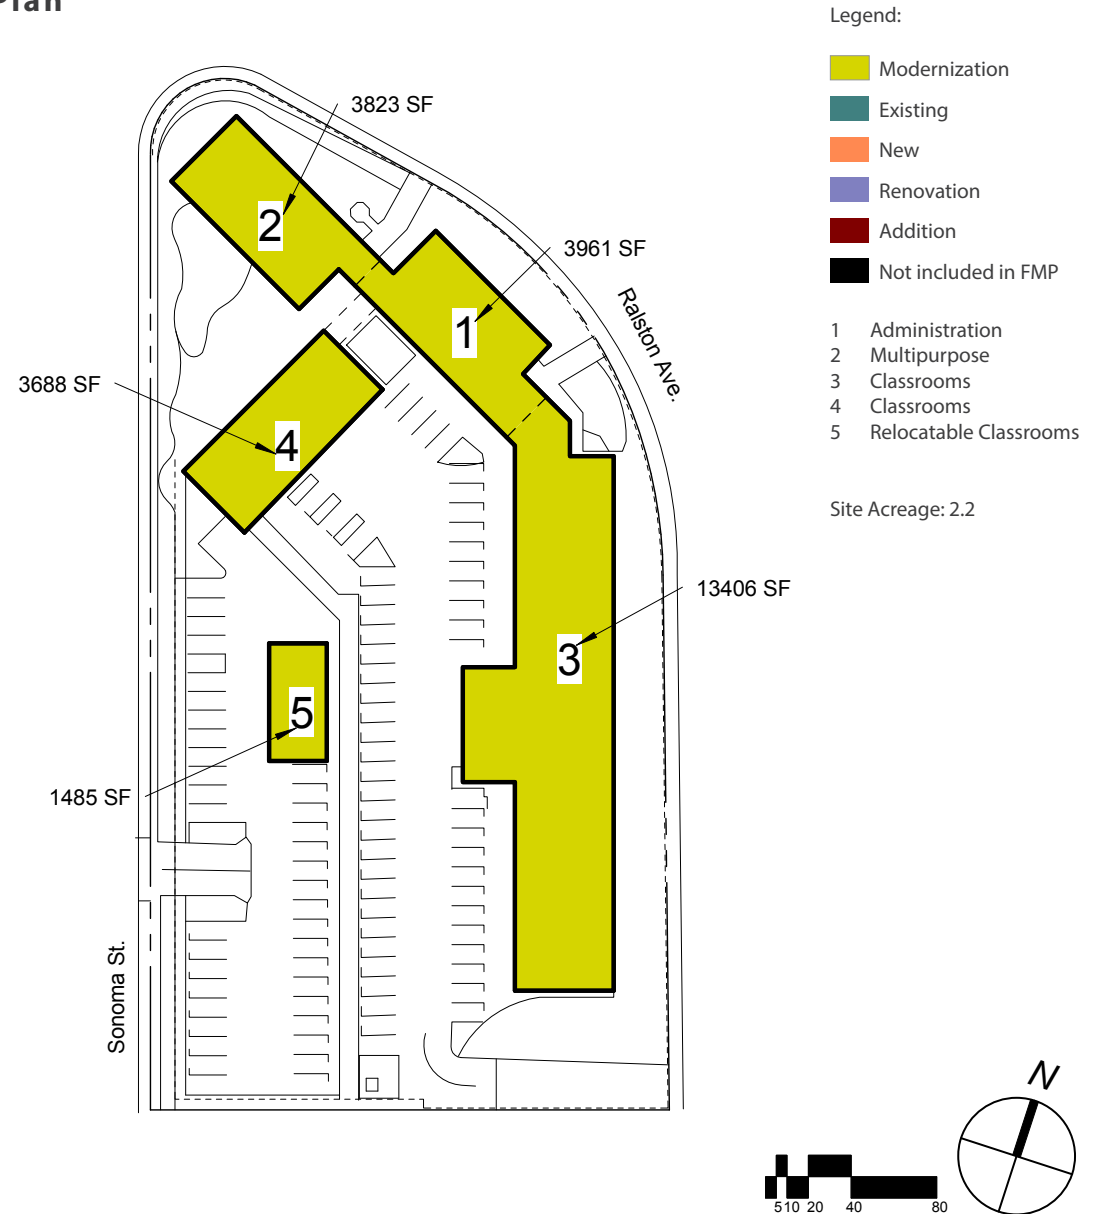 Plan
Legend:
Modernization
Existing
New
Renovation
Addition
Not included in FMP
1 Administration
2 Multipurpose
3 Classrooms
4 Classrooms
5 Relocatable Classrooms
Site Acreage: 2.2
3823 SF
2
3961 SF
1
Ralston Ave.
3688 SF
4
13406 SF
3
5
1485 SF
Sonoma St.
N
5 10 20 40 80